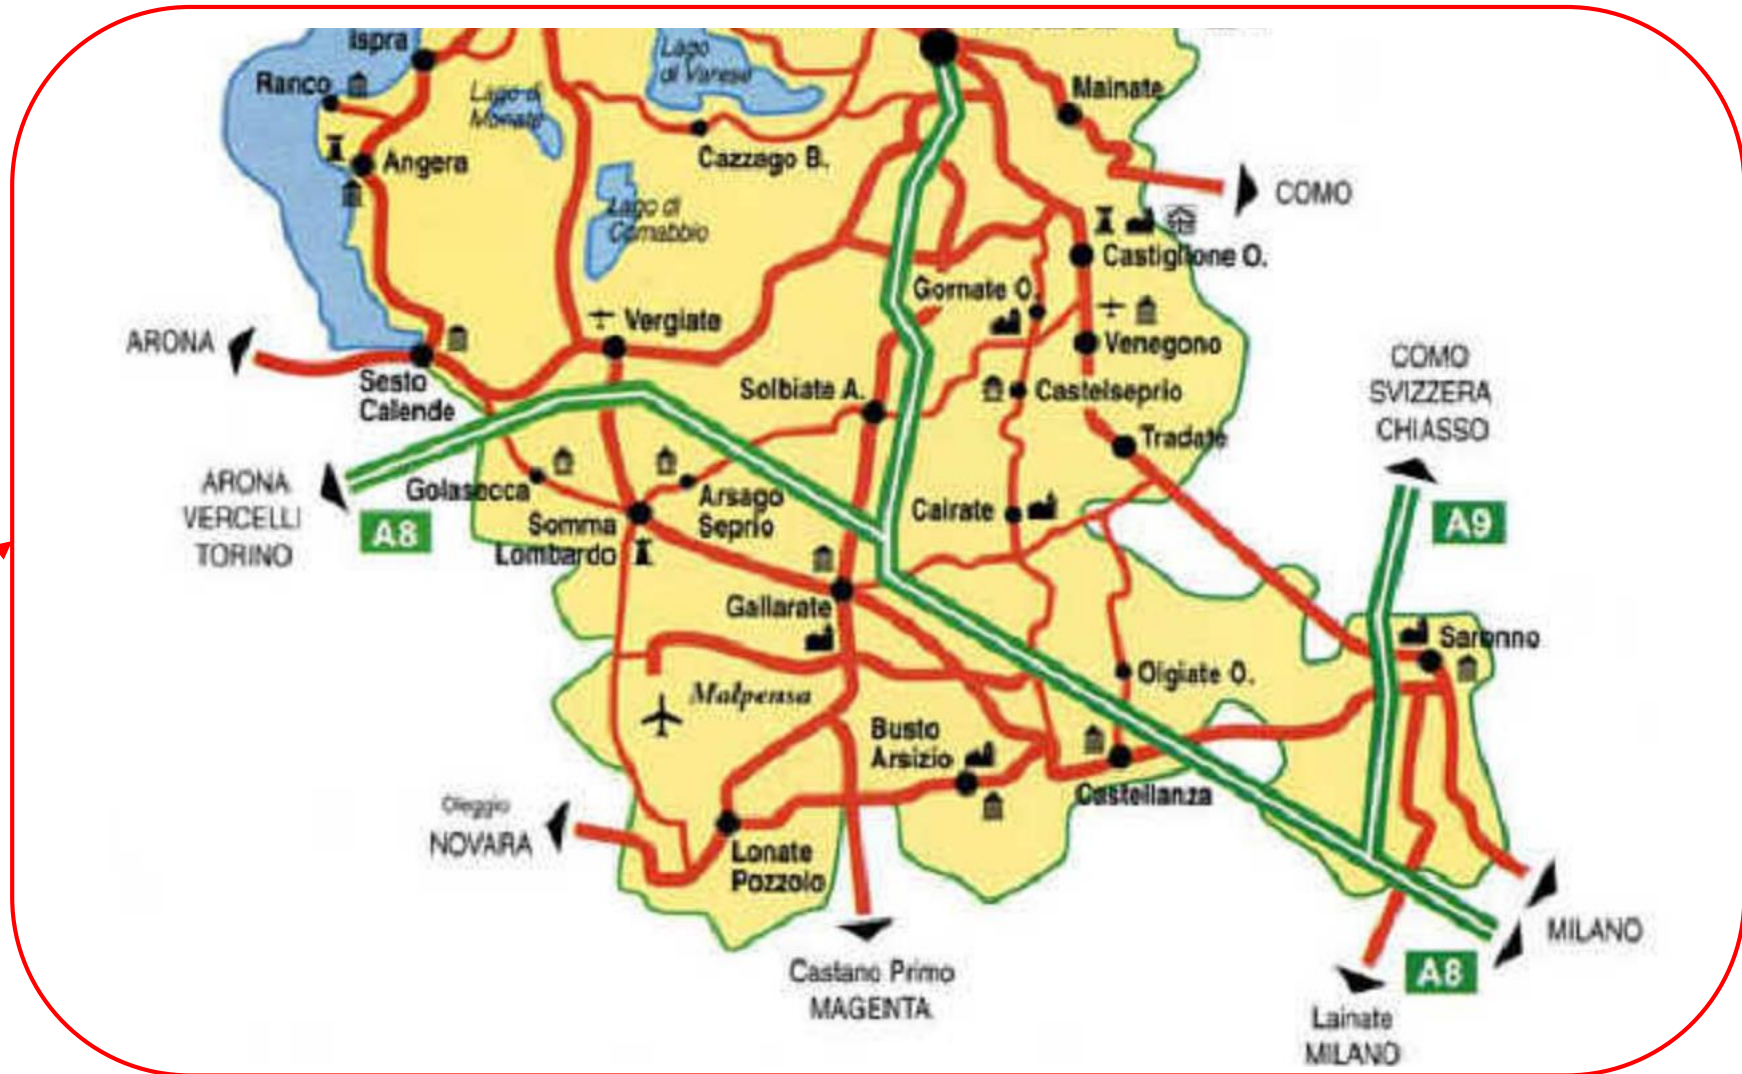 Ispra
Lago
di Varese
Ranco
Lago di
Monate
Malnate
Angera
Cazzago B.
COMO
Lago di
Comabbio
Castiglione O.
Gornate O.
Vergiate
ARONA
Venegono
COMO
SVIZZERA
CHIASSO
Sesto
Calende
Solbiate A.
Castelseprio
Tradate
ARONA
VERCELLI
TORINO
A8
Golasecca
Arsago
Seprio
Cairate
A9
Somma
Lombardo
Gallarate
Saronno
Malpensa
Olgiate O.
Busto
Arsizio
Castellanza
Oleggio
NOVARA
Lonate
Pozzolo
MILANO
Castano Primo
MAGENTA
A8
Lainate
MILANO